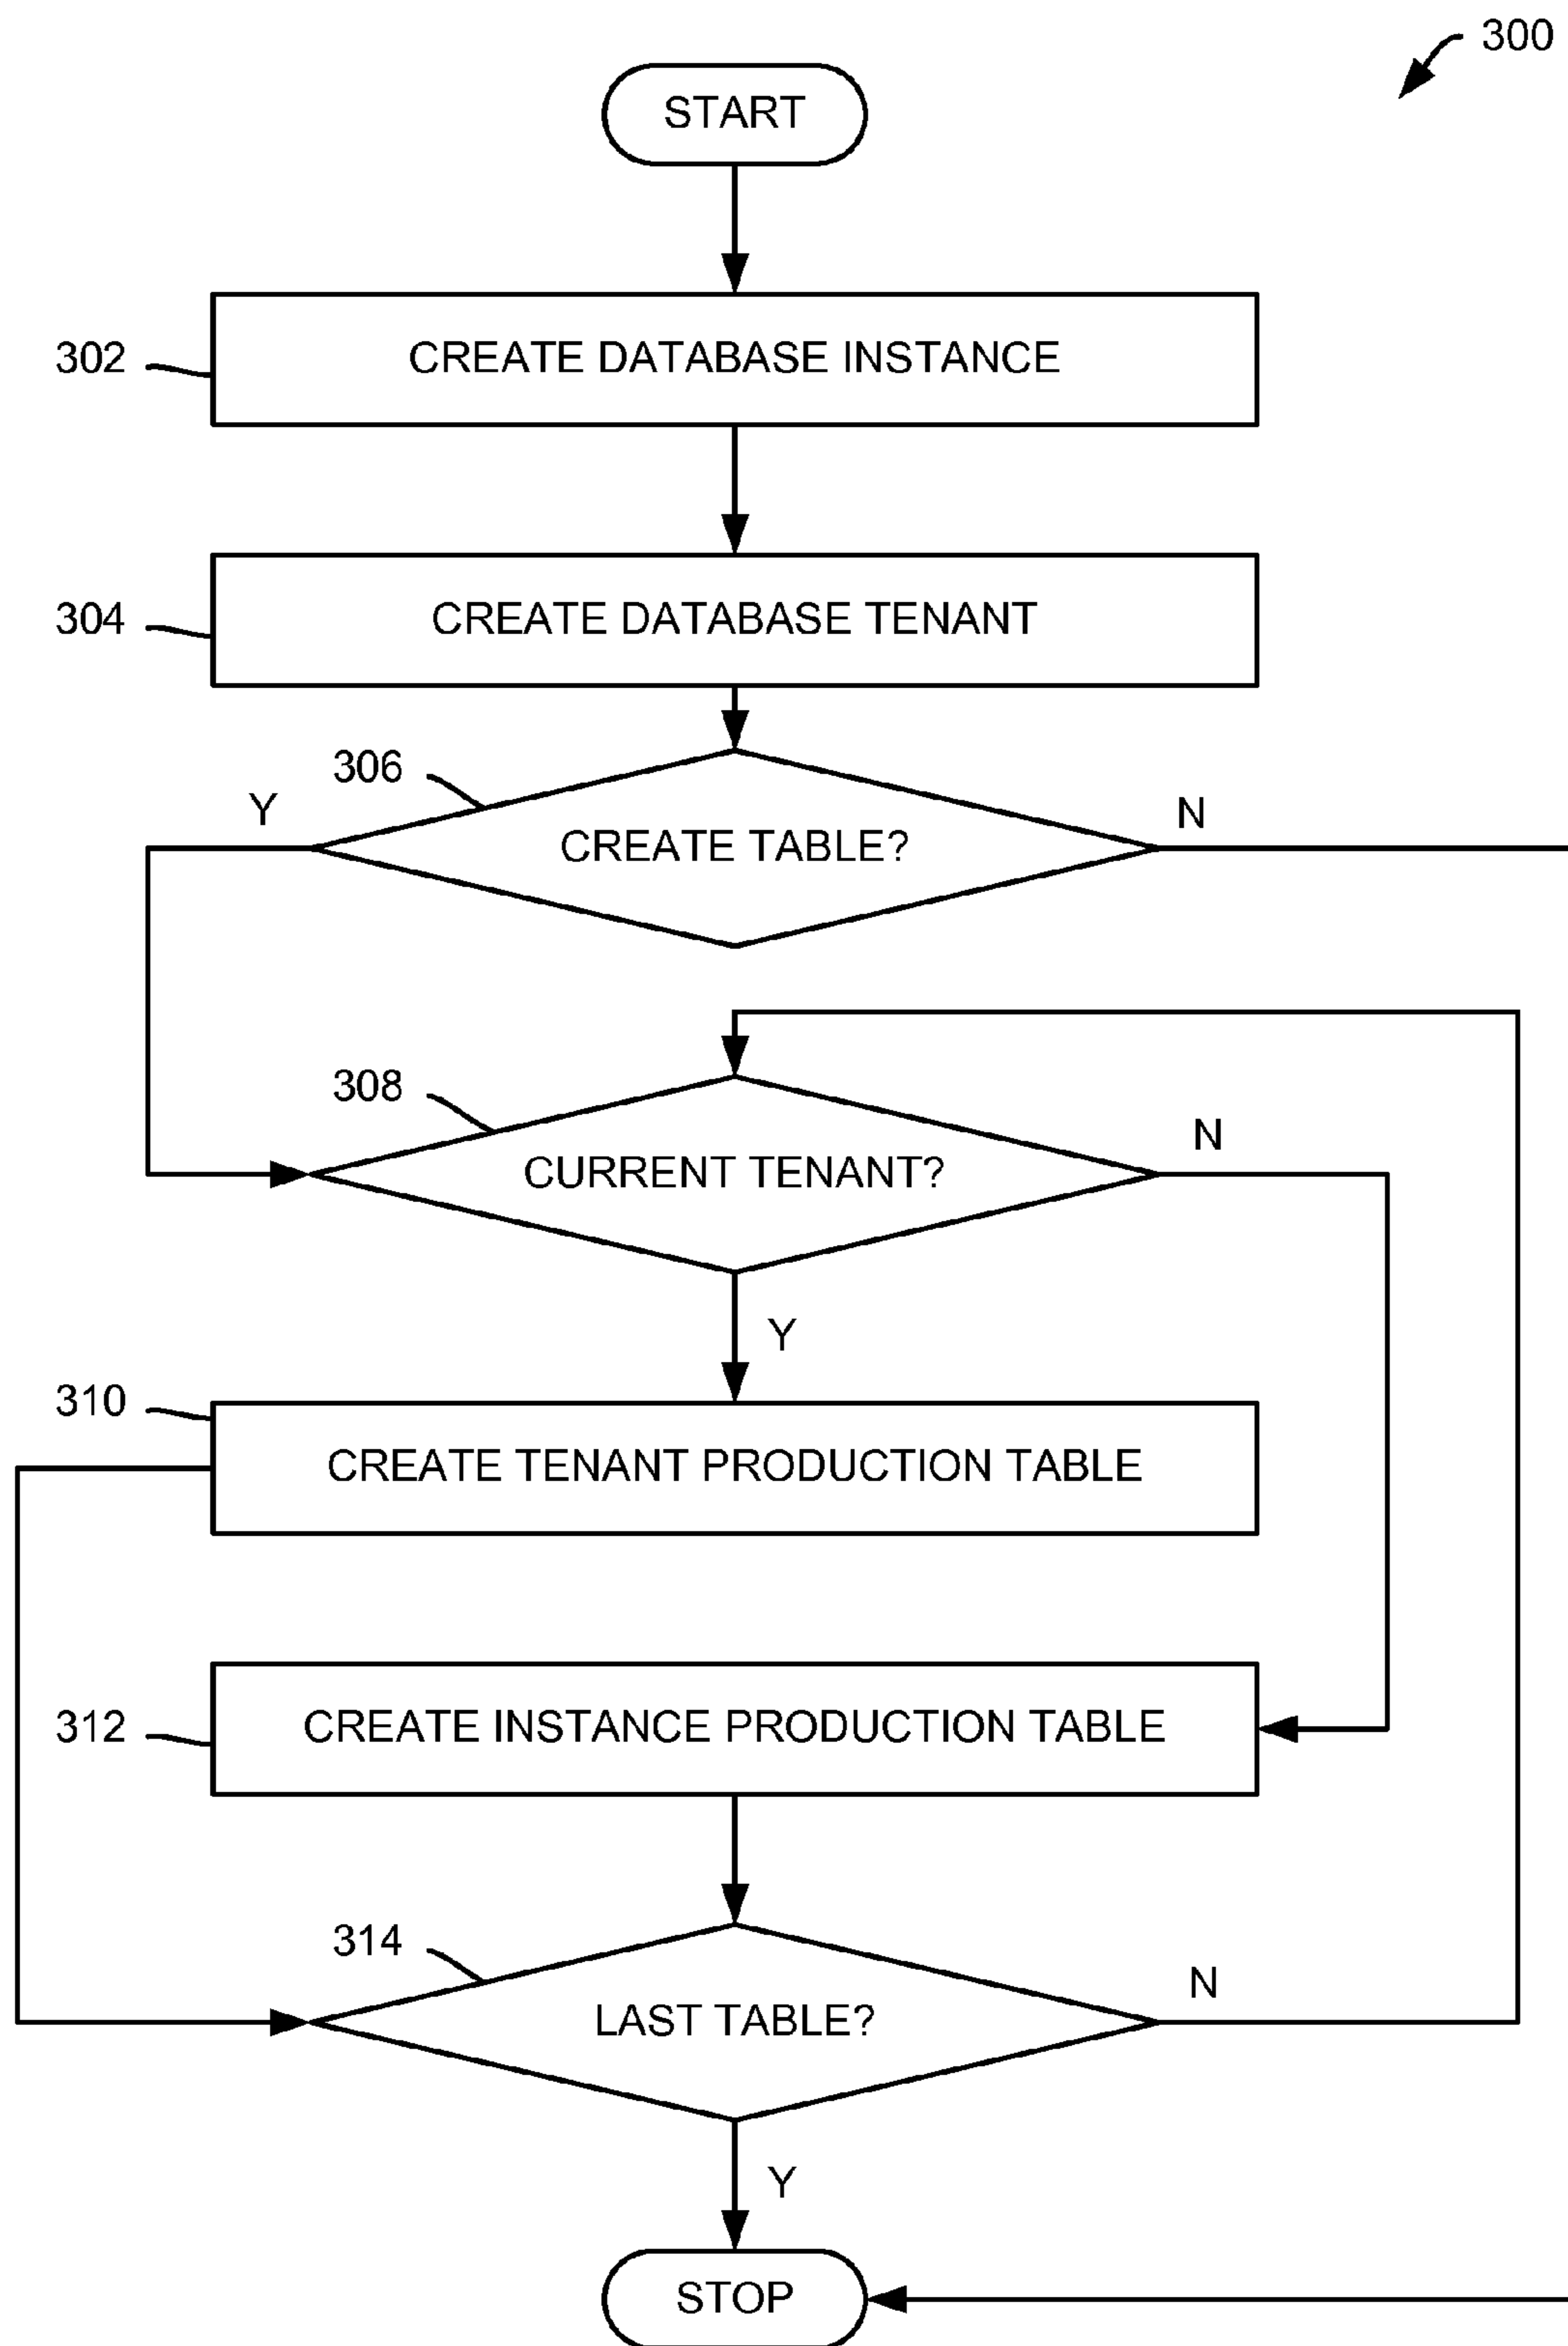 300
START
302
CREATE DATABASE INSTANCE
304
CREATE DATABASE TENANT
306
Y
N
CREATE TABLE?
308
N
CURRENT TENANT?
Y
310
CREATE TENANT PRODUCTION TABLE
312
CREATE INSTANCE PRODUCTION TABLE
314
N
LAST TABLE?
Y
STOP